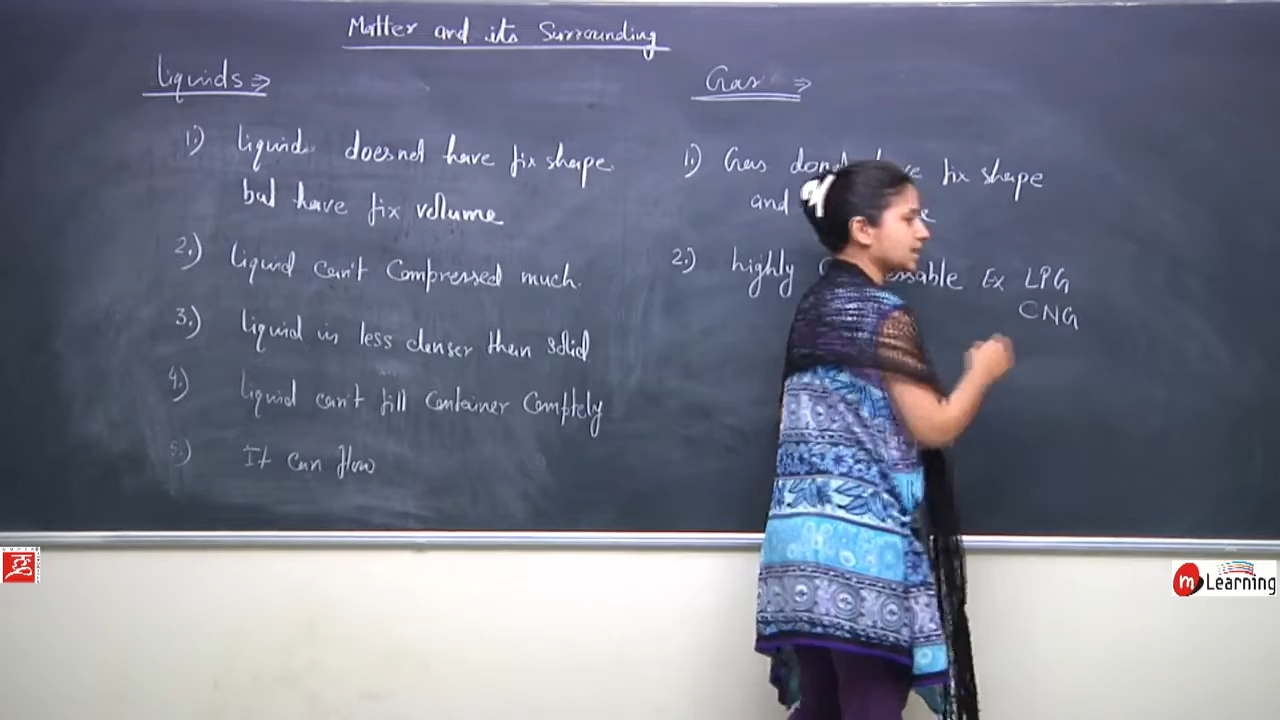 Matter and its Surrounding
Liquids ⇒
1.) liquid doesnot have fix shape.
but have fix volume
2.) liquid can't Compressed much.
3.) liquid is less denser than solid
4.) liquid can't fill Container Completely
5.) It can flow
Gas ⇒
1.) Gas fix shape
and
2.) highly Ex LPG
CNG
m Learning